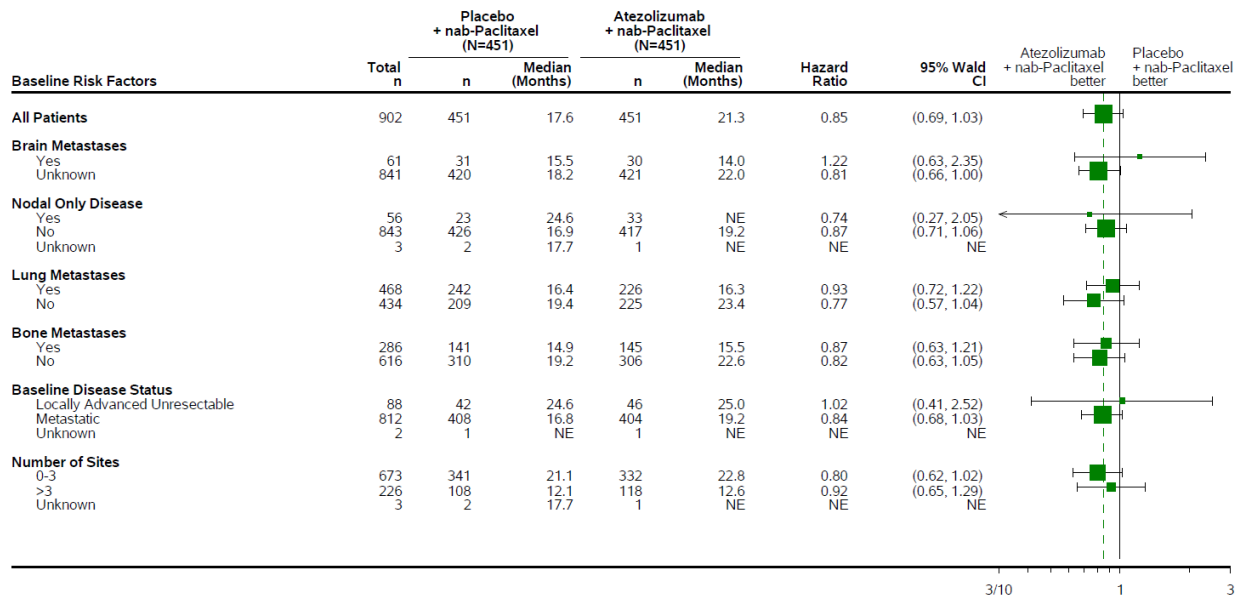 Placebo Atezolizumab
+ nab-Paclitaxel + nab-Paclitaxel
(N=451) (N=451)
Atezolizumab Placebo
Total Median Median Hazard 95% Wald + nab-Paclitaxel + nab-Paclitaxel
Baseline Risk Factors n n (Months) n (Months) Ratio CI better better
All Patients 902 451 17.6 451 21.3 0.85 (0.69, 1.03)
Brain Metastases
Yes 61 31 15.5 30 14.0 1.22 (0.63, 2.35)
Unknown 841 420 18.2 421 22.0 0.81 (0.66, 1.00)
Nodal Only Disease
Yes 56 23 24.6 33 NE 0.74 (0.27, 2.05)
No 843 426 16.9 417 19.2 0.87 (0.71, 1.06)
Unknown 3 2 17.7 1 NE NE NE
Lung Metastases
Yes 468 242 16.4 226 16.3 0.93 (0.72, 1.22)
No 434 209 19.4 225 23.4 0.77 (0.57, 1.04)
Bone Metastases
Yes 286 141 14.9 145 15.5 0.87 (0.63, 1.21)
No 616 310 19.2 306 22.6 0.82 (0.63, 1.05)
Baseline Disease Status
Locally Advanced Unresectable 88 42 24.6 46 25.0 1.02 (0.41, 2.52)
Metastatic 812 408 16.8 404 19.2 0.84 (0.68, 1.03)
Unknown 2 1 NE 1 NE NE NE
Number of Sites
0-3 673 341 21.1 332 22.8 0.80 (0.62, 1.02)
>3 226 108 12.1 118 12.6 0.92 (0.65, 1.29)
Unknown 3 2 17.7 1 NE NE NE
3/10 1 3